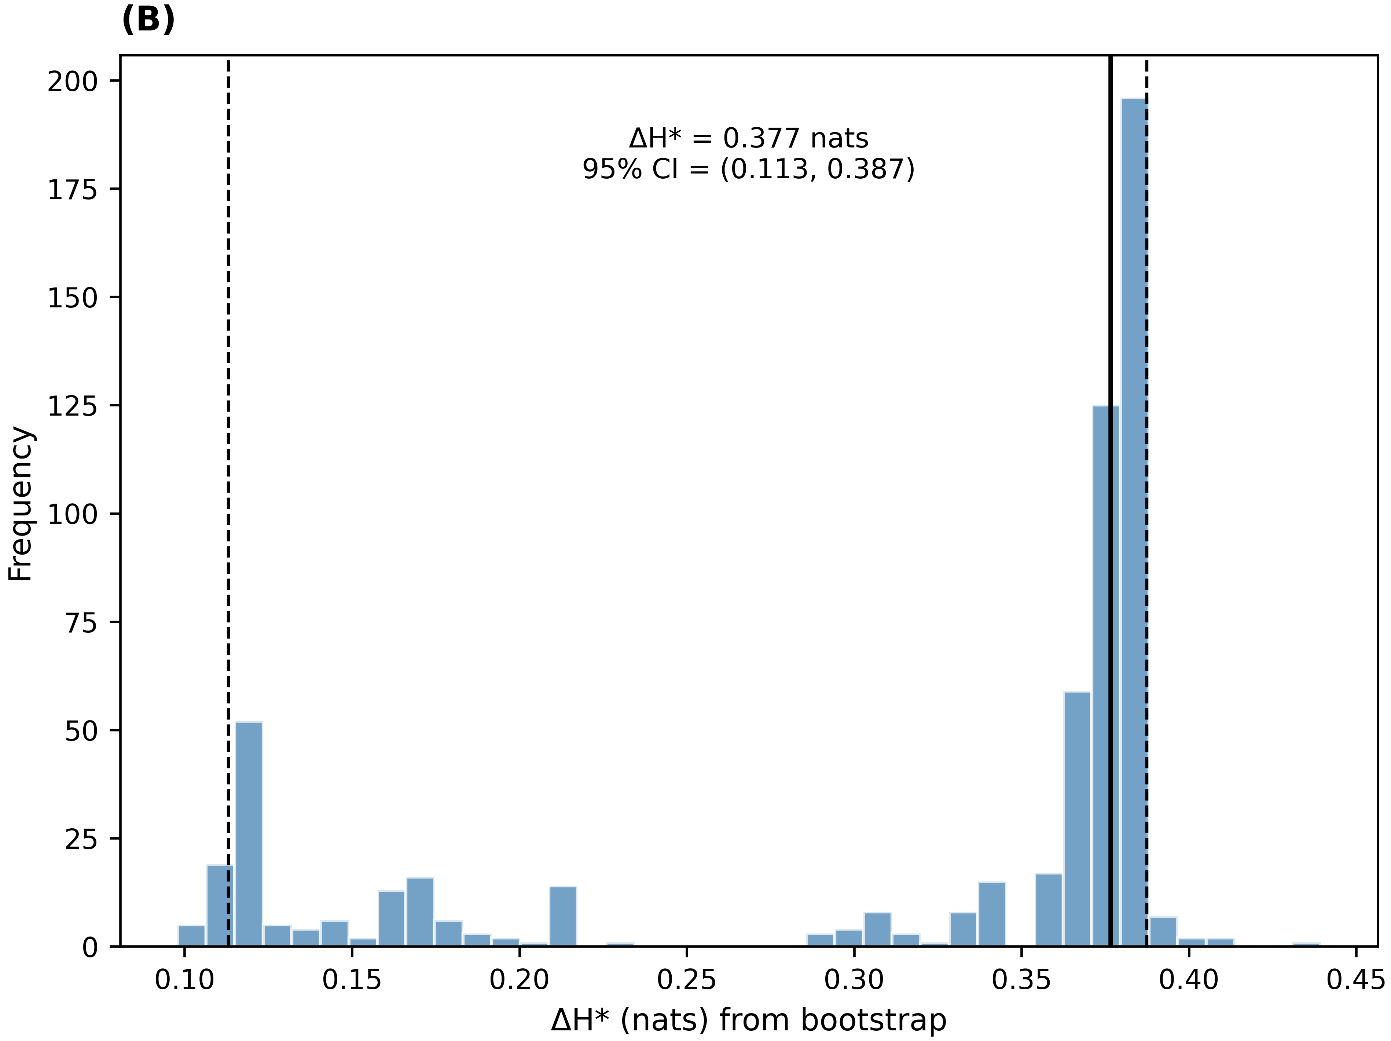 (B)
200
175
150
125
100
75
50
25
0
Frequency
ΔH* = 0.377 nats
95% CI = (0.113, 0.387)
0.10 0.15 0.20 0.25 0.30 0.35 0.40 0.45
ΔH* (nats) from bootstrap